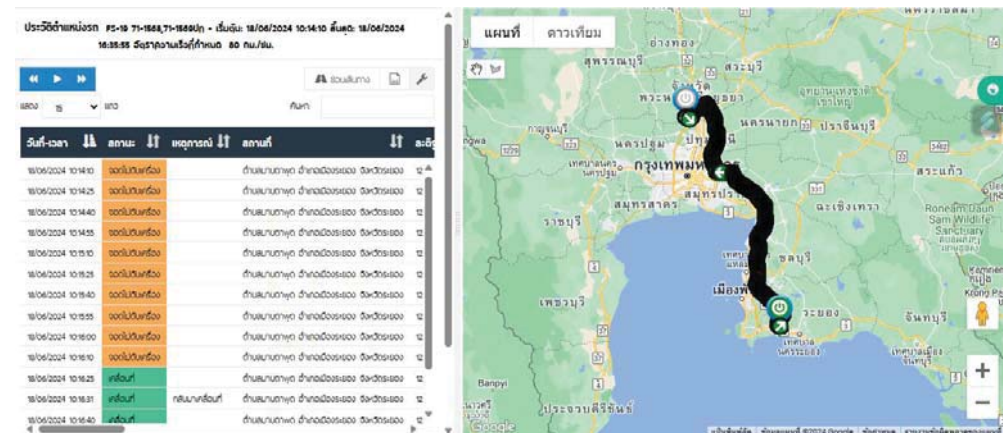 ประวัติตำแหน่งรถ PS-19 71-1568,71-1569ปท - เริ่มต้น: 18/06/2024 10:14:10 สิ้นสุด: 18/06/2024
16:35:55 อัตราความเร็วที่กำหนด 80 กม./ชม.
แสดง 15 แถว ค้นหา
วันที่-เวลา สถานะ เหตุการณ์ สถานที่
18/06/2024 10:14:10 จอดไม่ดับเครื่อง ตำบลมาบตาพุด อำเภอเมืองระยอง จังหวัดระยอง 12
18/06/2024 10:14:25 จอดไม่ดับเครื่อง ตำบลมาบตาพุด อำเภอเมืองระยอง จังหวัดระยอง 12
18/06/2024 10:14:40 จอดไม่ดับเครื่อง ตำบลมาบตาพุด อำเภอเมืองระยอง จังหวัดระยอง 12
18/06/2024 10:14:55 จอดไม่ดับเครื่อง ตำบลมาบตาพุด อำเภอเมืองระยอง จังหวัดระยอง 12
18/06/2024 10:15:10 จอดไม่ดับเครื่อง ตำบลมาบตาพุด อำเภอเมืองระยอง จังหวัดระยอง 12
18/06/2024 10:15:25 จอดไม่ดับเครื่อง ตำบลมาบตาพุด อำเภอเมืองระยอง จังหวัดระยอง 12
18/06/2024 10:15:40 จอดไม่ดับเครื่อง ตำบลมาบตาพุด อำเภอเมืองระยอง จังหวัดระยอง 12
18/06/2024 10:15:55 จอดไม่ดับเครื่อง ตำบลมาบตาพุด อำเภอเมืองระยอง จังหวัดระยอง 12
18/06/2024 10:16:00 จอดไม่ดับเครื่อง ตำบลมาบตาพุด อำเภอเมืองระยอง จังหวัดระยอง 12
18/06/2024 10:16:10 จอดไม่ดับเครื่อง ตำบลมาบตาพุด อำเภอเมืองระยอง จังหวัดระยอง 12
18/06/2024 10:16:25 เคลื่อนที่ ตำบลมาบตาพุด อำเภอเมืองระยอง จังหวัดระยอง 12
18/06/2024 10:16:31 เคลื่อนที่ กลับมาเคลื่อนที่ ตำบลมาบตาพุด อำเภอเมืองระยอง จังหวัดระยอง 12
18/06/2024 10:16:40 เคลื่อนที่ ตำบลมาบตาพุด อำเภอเมืองระยอง จังหวัดระยอง 12
แผนที่ ดาวเทียม
อ่างทอง
สุพรรณบุรี
สระบุรี
กาญจนบุรี
นครนายก ปราจีนบุรี
นครปฐม
3482
สระแก้ว
สมุทรสาคร
331
ฉะเชิงเทรา
Roneam Daun
Sam Wildlife
Sanctuary
ราชบุรี
3
ชลบุรี
เพชรบุรี
ระยอง
จันทบุรี
Banpyi
ประจวบคีรีขันธ์
Google